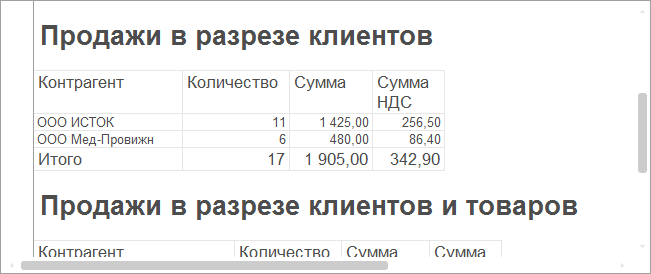 Продажи в разрезе клиентов
Контрагент Количество Сумма Сумма НДС
ООО ИСТОК 11 1 425,00 256,50
ООО Мед-Провижн 6 480,00 86,40
Итого 17 1 905,00 342,90
Продажи в разрезе клиентов и товаров
Контрагент Количество Сумма Сумма